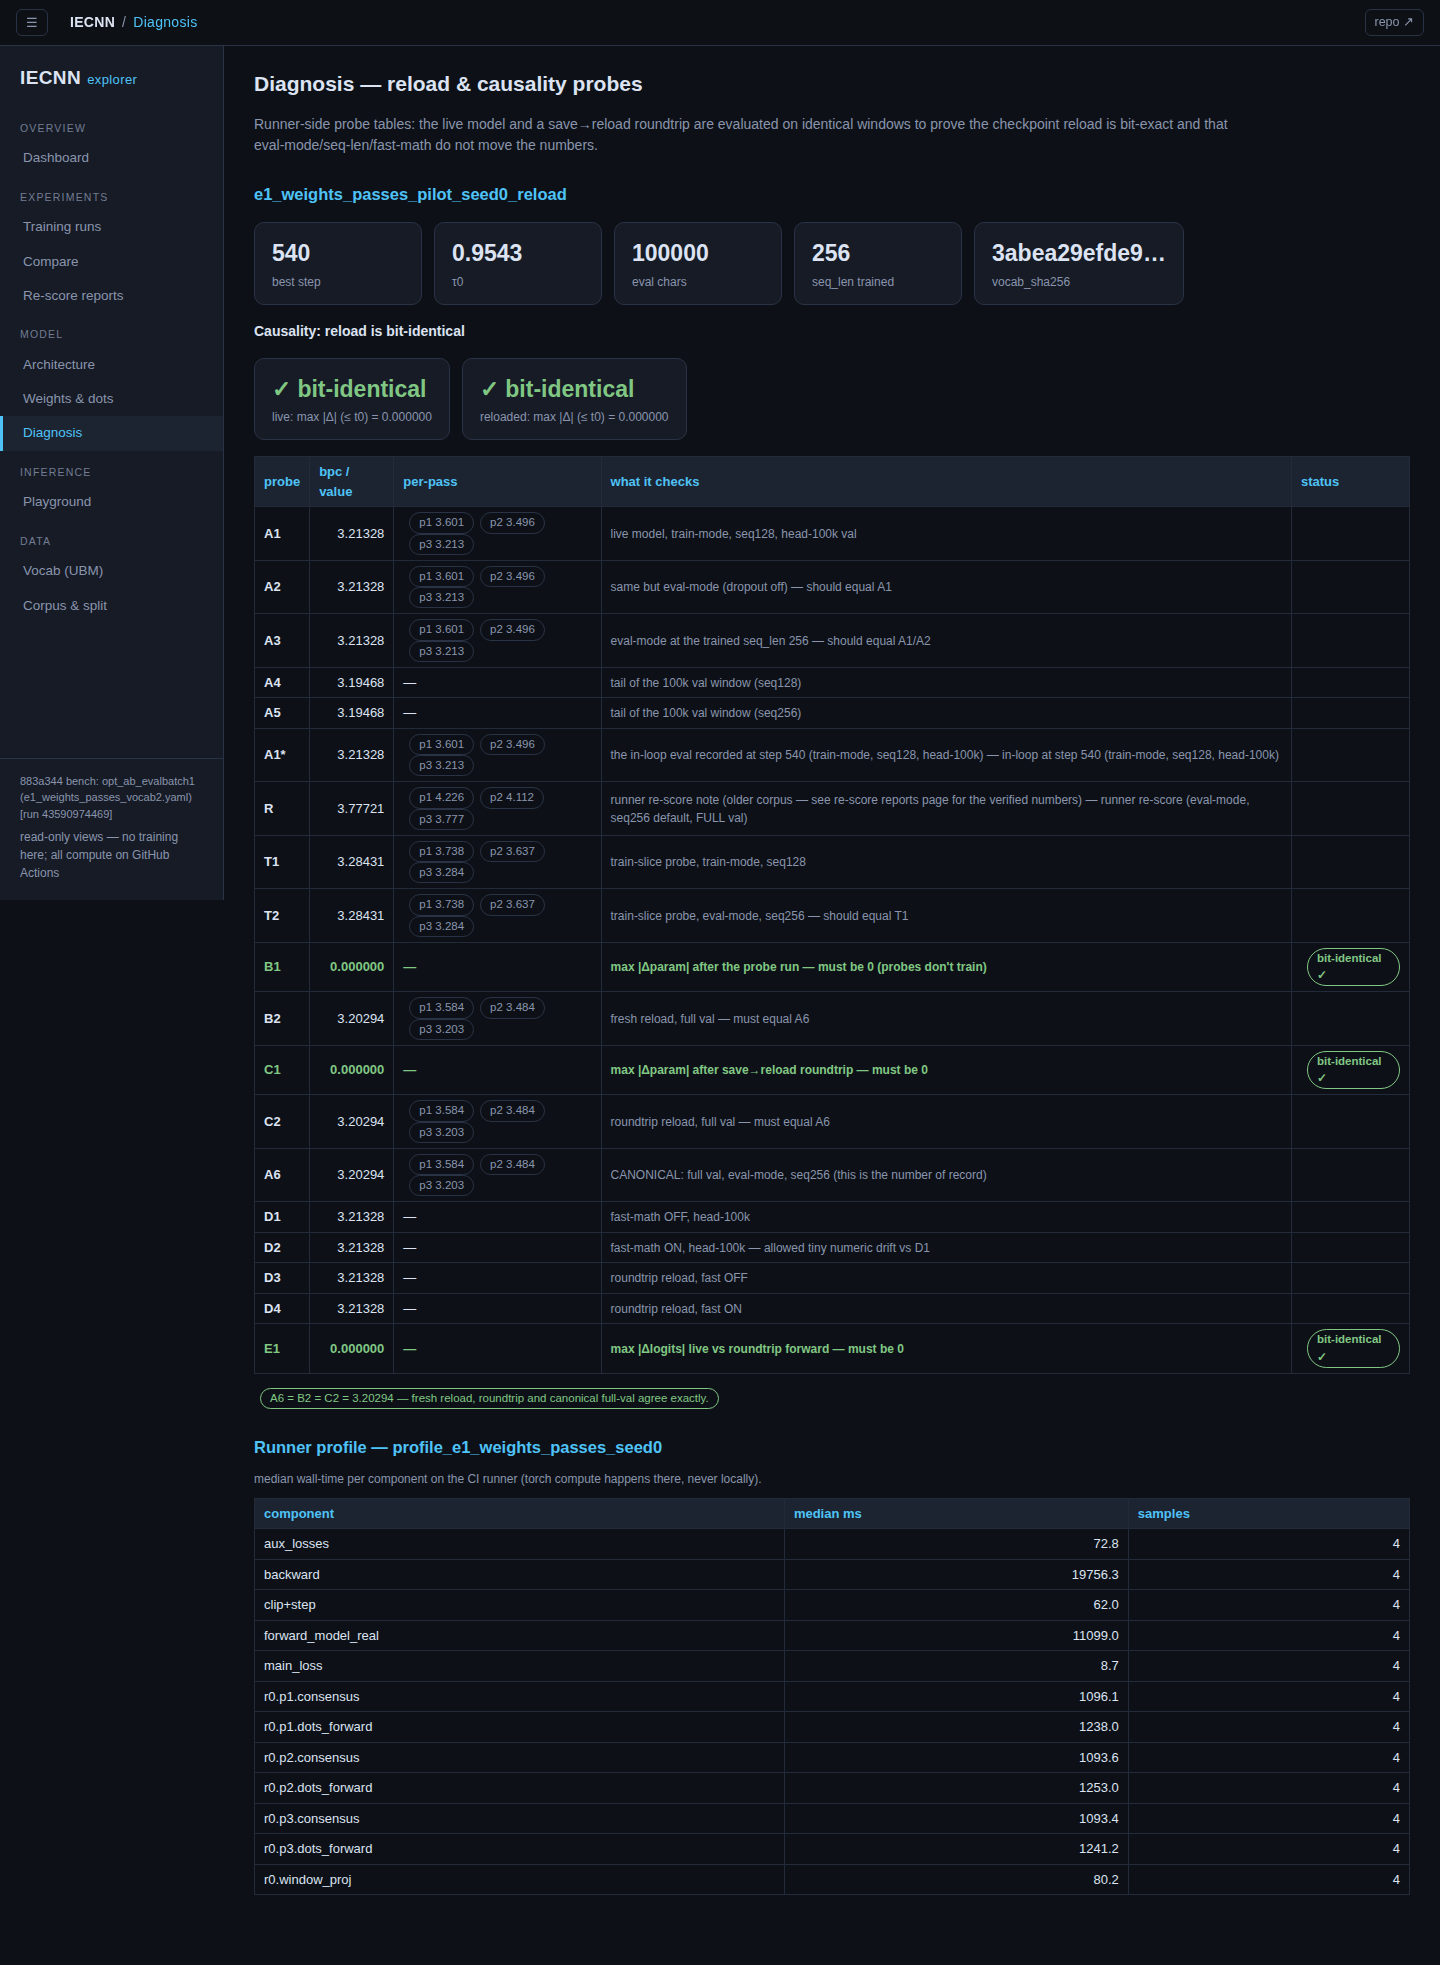 ☰ IECNN / Diagnosis repo ↗
IECNN explorer
OVERVIEW
Dashboard
EXPERIMENTS
Training runs
Compare
Re-score reports
MODEL
Architecture
Weights & dots
Diagnosis
INFERENCE
Playground
DATA
Vocab (UBM)
Corpus & split
883a344 bench: opt_ab_evalbatch1
(e1_weights_passes_vocab2.yaml)
[run 43590974469]
read-only views — no training
here; all compute on GitHub
Actions
Diagnosis — reload & causality probes
Runner-side probe tables: the live model and a save→reload roundtrip are evaluated on identical windows to prove the checkpoint reload is bit-exact and that
eval-mode/seq-len/fast-math do not move the numbers.
e1_weights_passes_pilot_seed0_reload
540 0.9543 100000 256 3abea29efde9…
best step τ0 eval chars seq_len trained vocab_sha256
Causality: reload is bit-identical
✓ bit-identical ✓ bit-identical
live: max |Δ| (≤ t0) = 0.000000 reloaded: max |Δ| (≤ t0) = 0.000000
probe bpc / value per-pass what it checks status
A1 3.21328 p1 3.601 p2 3.496 p3 3.213 live model, train-mode, seq128, head-100k val
A2 3.21328 p1 3.601 p2 3.496 p3 3.213 same but eval-mode (dropout off) — should equal A1
A3 3.21328 p1 3.601 p2 3.496 p3 3.213 eval-mode at the trained seq_len 256 — should equal A1/A2
A4 3.19468 — tail of the 100k val window (seq128)
A5 3.19468 — tail of the 100k val window (seq256)
A1* 3.21328 p1 3.601 p2 3.496 p3 3.213 the in-loop eval recorded at step 540 (train-mode, seq128, head-100k) — in-loop at step 540 (train-mode, seq128, head-100k)
R 3.77721 p1 4.226 p2 4.112 p3 3.777 runner re-score note (older corpus — see re-score reports page for the verified numbers) — runner re-score (eval-mode,
seq256 default, FULL val)
T1 3.28431 p1 3.738 p2 3.637 p3 3.284 train-slice probe, train-mode, seq128
T2 3.28431 p1 3.738 p2 3.637 p3 3.284 train-slice probe, eval-mode, seq256 — should equal T1
B1 0.000000 — max |Δparam| after the probe run — must be 0 (probes don't train) bit-identical ✓
B2 3.20294 p1 3.584 p2 3.484 p3 3.203 fresh reload, full val — must equal A6
C1 0.000000 — max |Δparam| after save→reload roundtrip — must be 0 bit-identical ✓
C2 3.20294 p1 3.584 p2 3.484 p3 3.203 roundtrip reload, full val — must equal A6
A6 3.20294 p1 3.584 p2 3.484 p3 3.203 CANONICAL: full val, eval-mode, seq256 (this is the number of record)
D1 3.21328 — fast-math OFF, head-100k
D2 3.21328 — fast-math ON, head-100k — allowed tiny numeric drift vs D1
D3 3.21328 — roundtrip reload, fast OFF
D4 3.21328 — roundtrip reload, fast ON
E1 0.000000 — max |Δlogits| live vs roundtrip forward — must be 0 bit-identical ✓
A6 = B2 = C2 = 3.20294 — fresh reload, roundtrip and canonical full-val agree exactly.
Runner profile — profile_e1_weights_passes_seed0
median wall-time per component on the CI runner (torch compute happens there, never locally).
component median ms samples
aux_losses 72.8 4
backward 19756.3 4
clip+step 62.0 4
forward_model_real 11099.0 4
main_loss 8.7 4
r0.p1.consensus 1096.1 4
r0.p1.dots_forward 1238.0 4
r0.p2.consensus 1093.6 4
r0.p2.dots_forward 1253.0 4
r0.p3.consensus 1093.4 4
r0.p3.dots_forward 1241.2 4
r0.window_proj 80.2 4